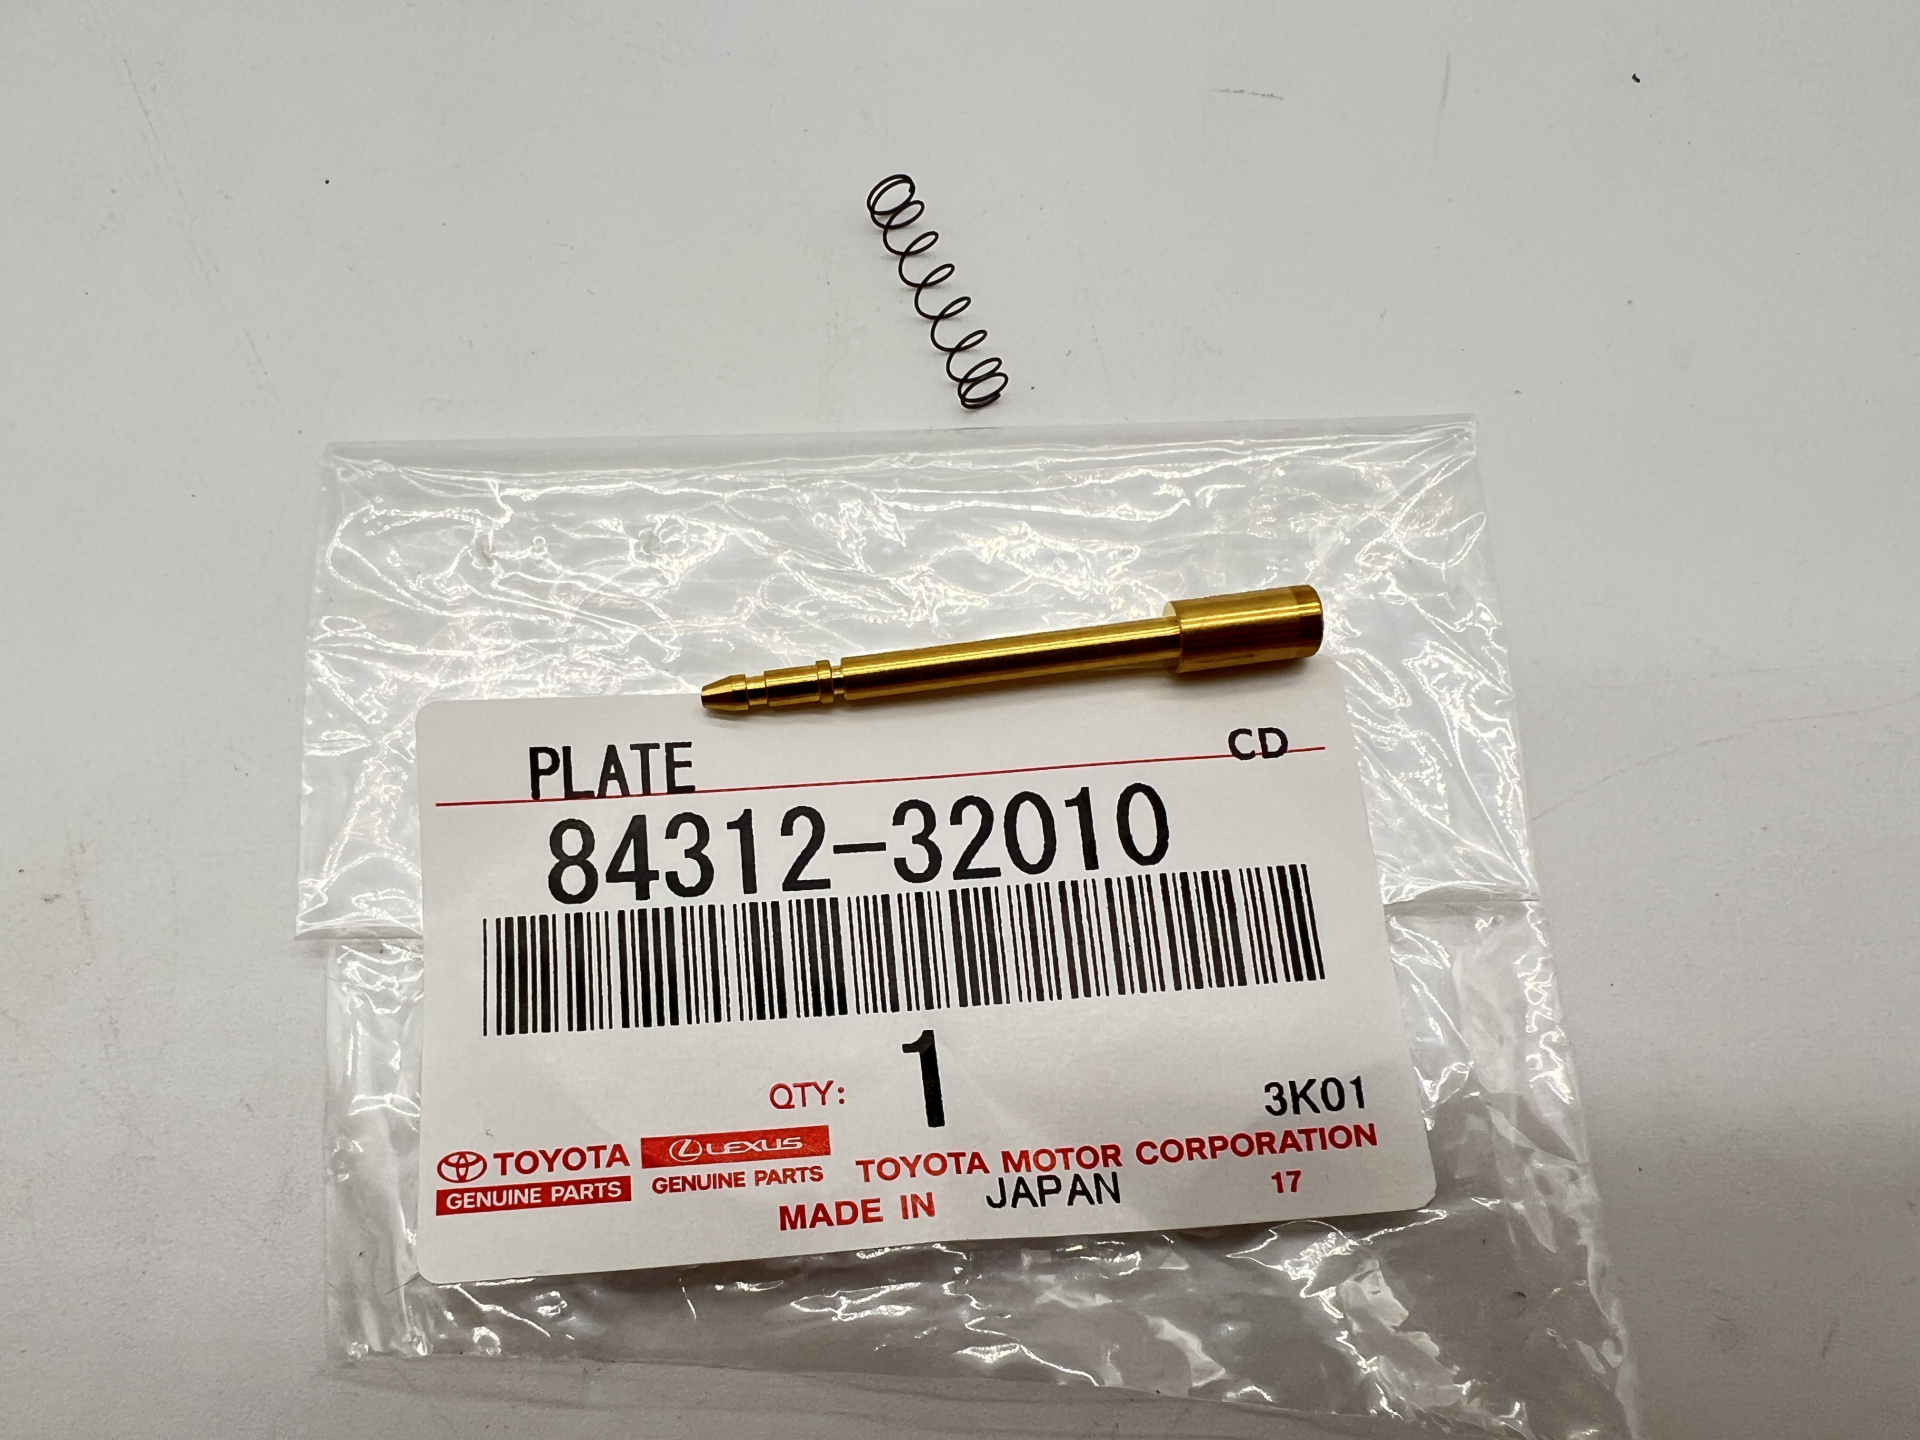 PLATE CD
84312-32010
QTY: 1 3K01
TOYOTA LEXUS TOYOTA MOTOR CORPORATION
GENUINE PARTS GENUINE PARTS MADE IN JAPAN 17